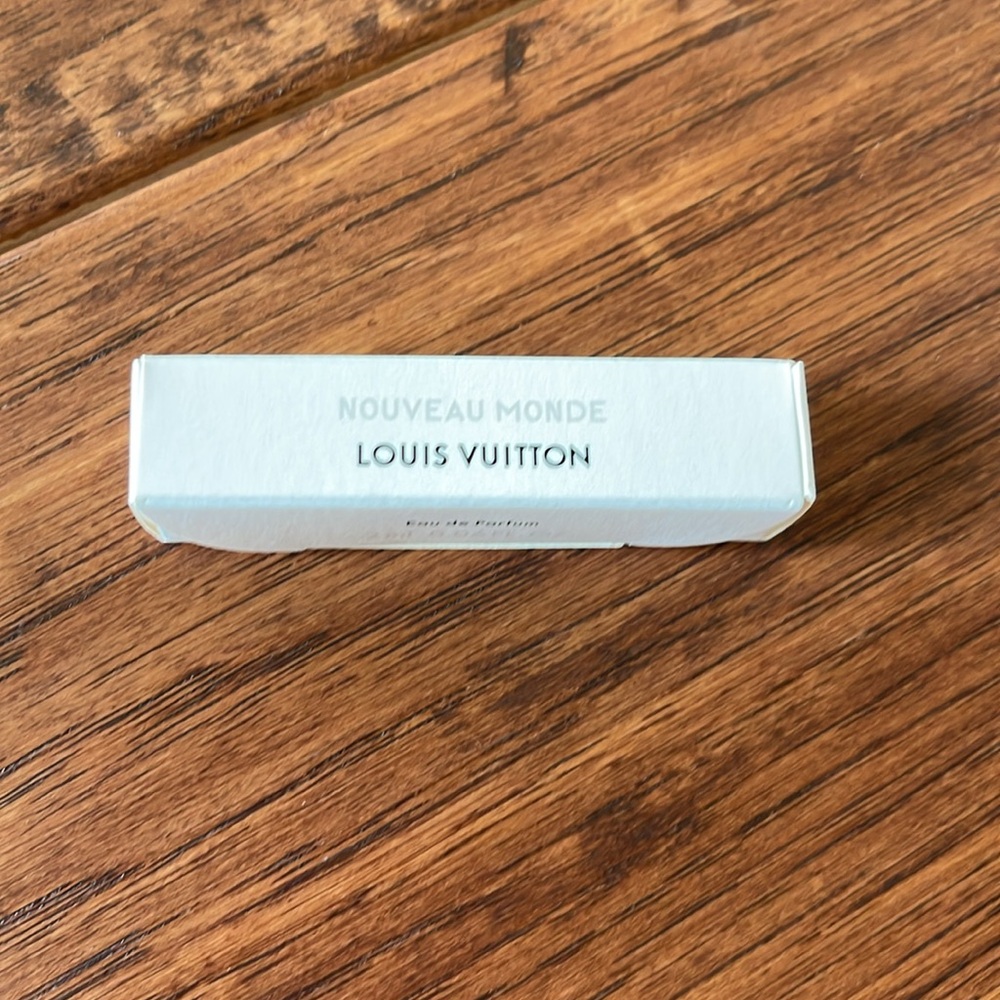 NOUVEAU MONDE
LOUIS VUITTON
Eau de Parfum